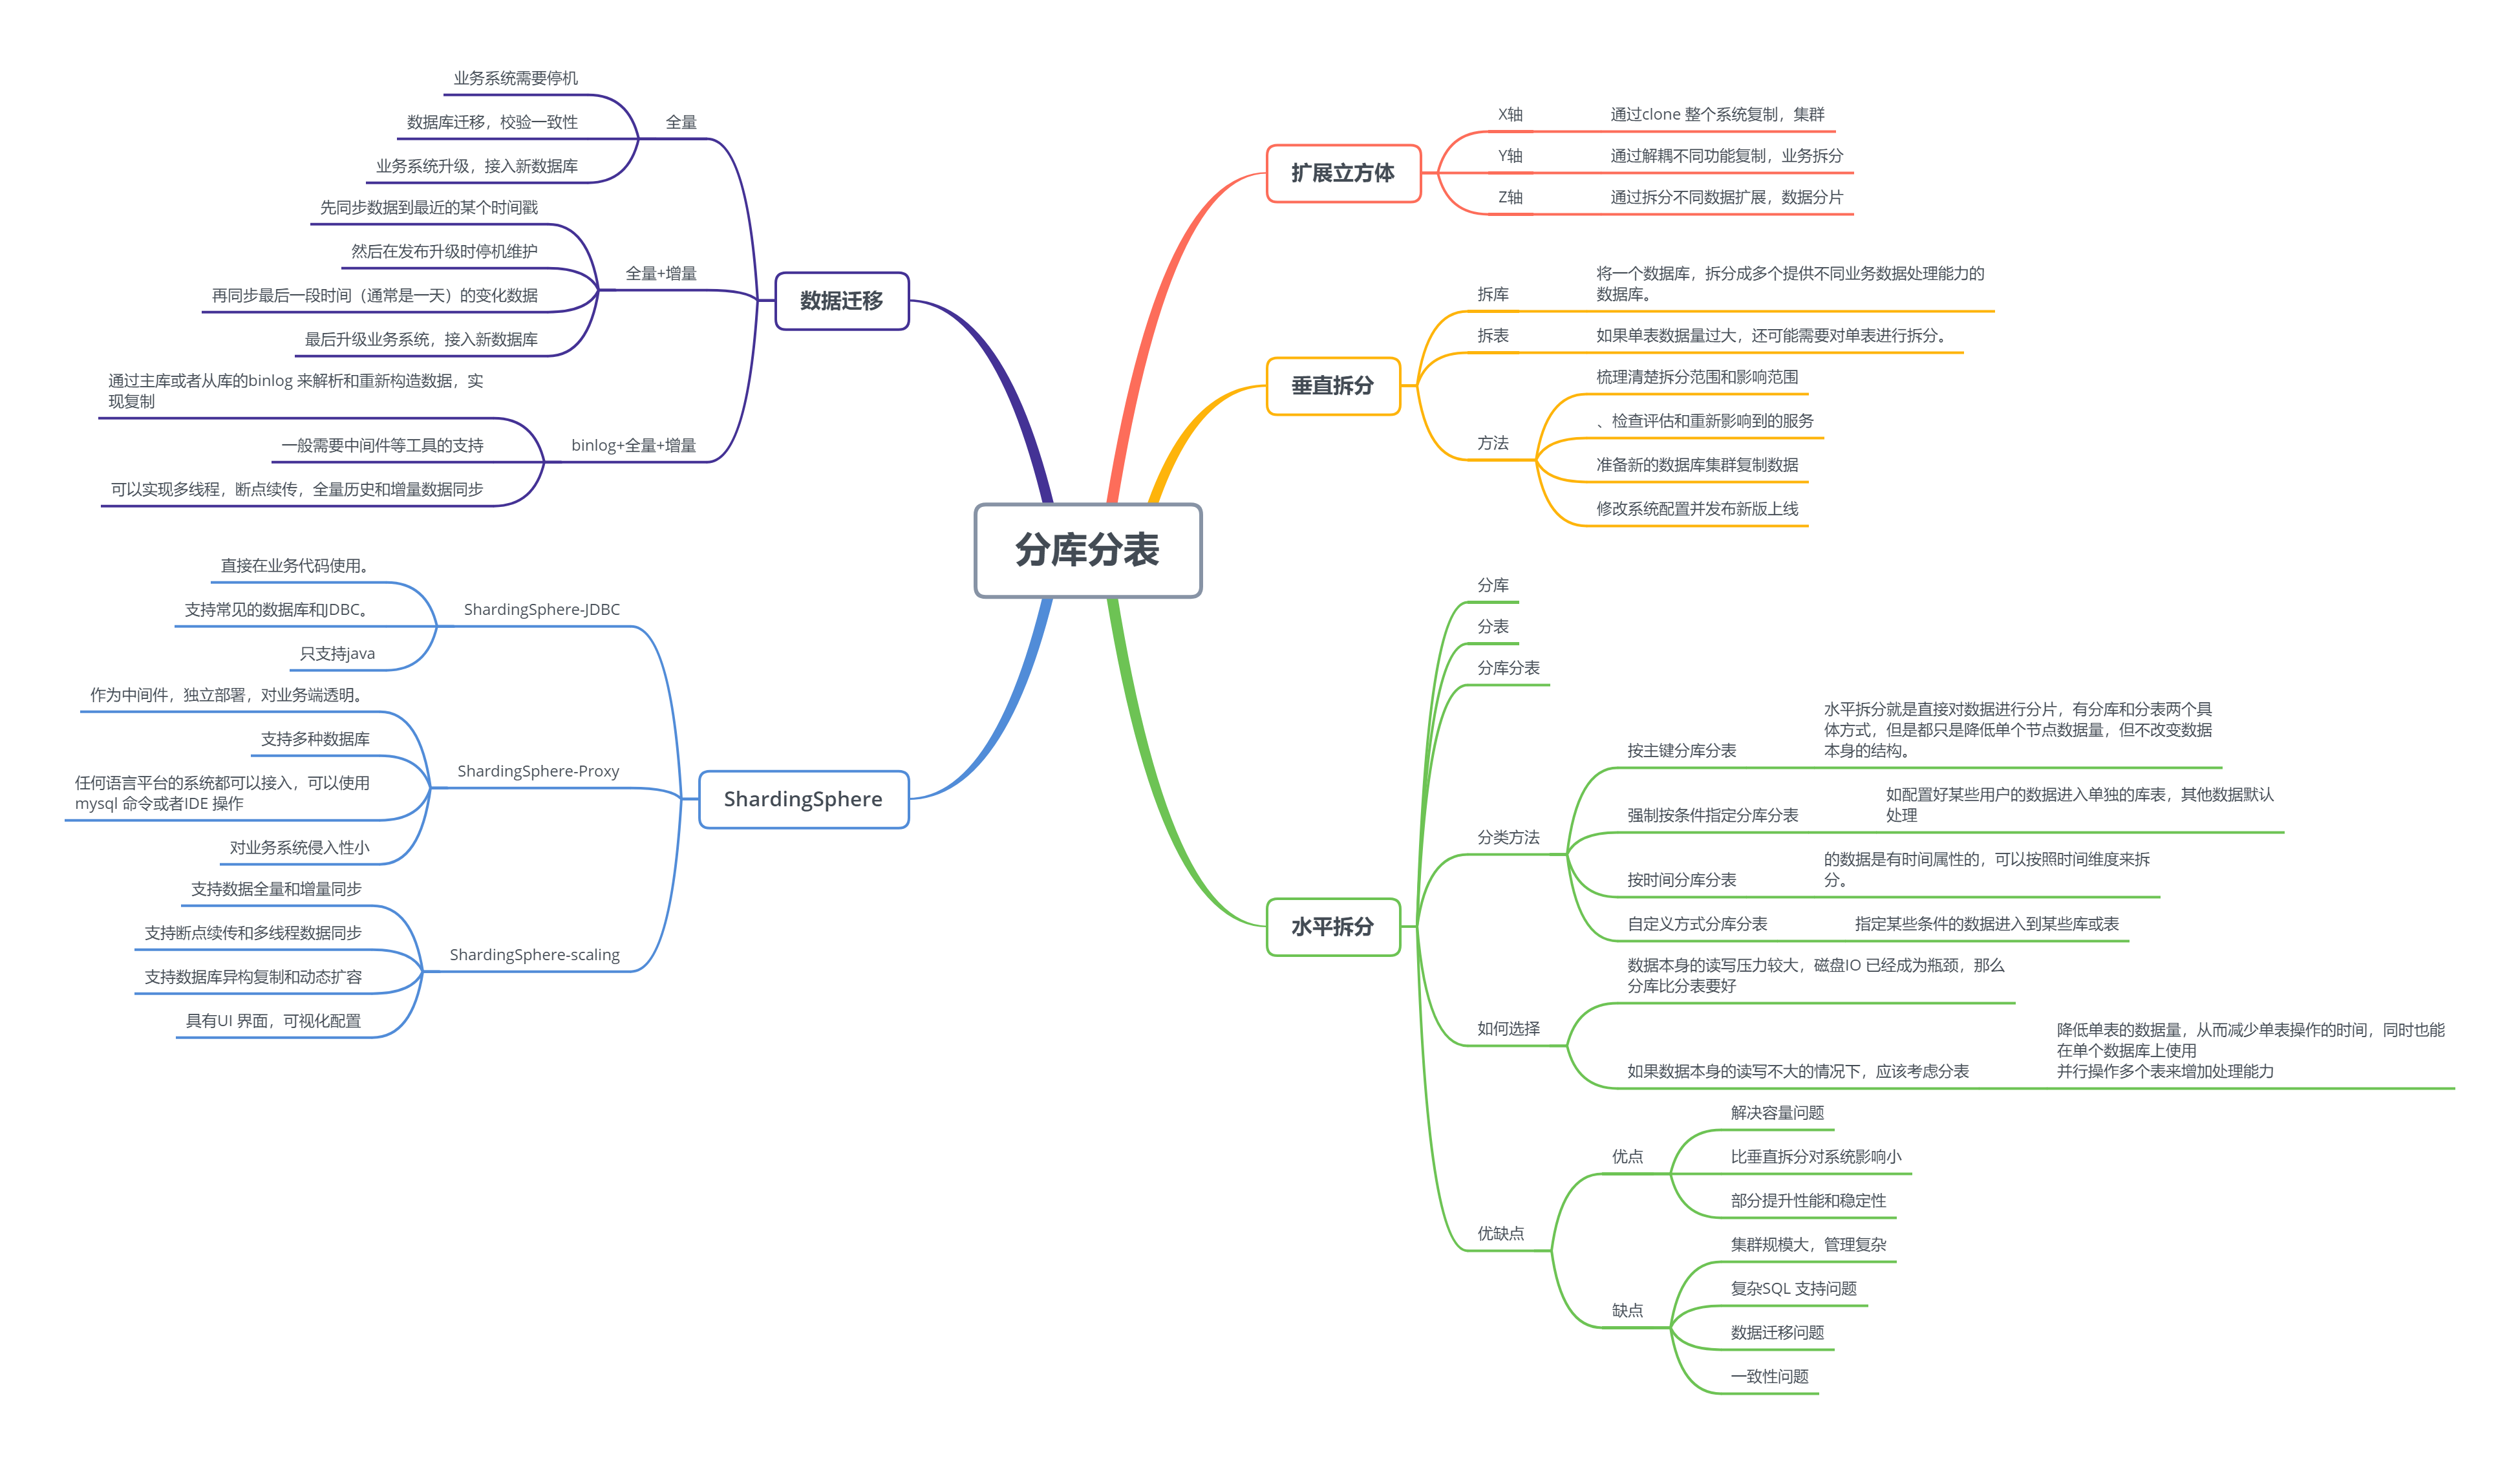 分库分表
扩展立方体
X轴
通过clone 整个系统复制，集群
Y轴
通过解耦不同功能复制，业务拆分
Z轴
通过拆分不同数据扩展，数据分片
垂直拆分
拆库
将一个数据库，拆分成多个提供不同业务数据处理能力的
数据库。
拆表
如果单表数据量过大，还可能需要对单表进行拆分。
方法
梳理清楚拆分范围和影响范围
、检查评估和重新影响到的服务
准备新的数据库集群复制数据
修改系统配置并发布新版上线
水平拆分
分库
分表
分库分表
分类方法
按主键分库分表
水平拆分就是直接对数据进行分片，有分库和分表两个具
体方式，但是都只是降低单个节点数据量，但不改变数据
本身的结构。
强制按条件指定分库分表
如配置好某些用户的数据进入单独的库表，其他数据默认
处理
按时间分库分表
的数据是有时间属性的，可以按照时间维度来拆
分。
自定义方式分库分表
指定某些条件的数据进入到某些库或表
如何选择
数据本身的读写压力较大，磁盘IO 已经成为瓶颈，那么
分库比分表要好
如果数据本身的读写不大的情况下，应该考虑分表
降低单表的数据量，从而减少单表操作的时间，同时也能
在单个数据库上使用
并行操作多个表来增加处理能力
优缺点
优点
解决容量问题
比垂直拆分对系统影响小
部分提升性能和稳定性
缺点
集群规模大，管理复杂
复杂SQL 支持问题
数据迁移问题
一致性问题
数据迁移
全量
业务系统需要停机
数据库迁移，校验一致性
业务系统升级，接入新数据库
全量+增量
先同步数据到最近的某个时间戳
然后在发布升级时停机维护
再同步最后一段时间（通常是一天）的变化数据
最后升级业务系统，接入新数据库
binlog+全量+增量
通过主库或者从库的binlog 来解析和重新构造数据，实
现复制
一般需要中间件等工具的支持
可以实现多线程，断点续传，全量历史和增量数据同步
ShardingSphere
ShardingSphere-JDBC
直接在业务代码使用。
支持常见的数据库和JDBC。
只支持java
ShardingSphere-Proxy
作为中间件，独立部署，对业务端透明。
支持多种数据库
任何语言平台的系统都可以接入，可以使用
mysql 命令或者IDE 操作
对业务系统侵入性小
ShardingSphere-scaling
支持数据全量和增量同步
支持断点续传和多线程数据同步
支持数据库异构复制和动态扩容
具有UI 界面，可视化配置